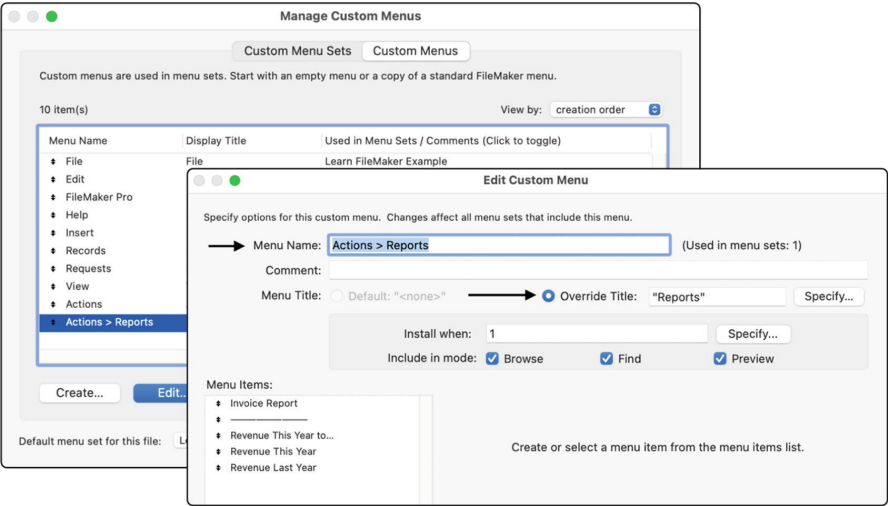 Manage Custom Menus
Custom Menu Sets Custom Menus
Custom menus are used in menu sets. Start with an empty menu or a copy of a standard FileMaker menu.
10 item(s) View by: creation order
Menu Name Display Title Used in Menu Sets / Comments (Click to toggle)
File File Learn FileMaker Example
Edit
FileMaker Pro
Help
Insert
Records
Requests
View
Actions
Actions > Reports
Create... Edit..
Default menu set for this file:
Edit Custom Menu
Specify options for this custom menu. Changes affect all menu sets that include this menu.
Menu Name: Actions > Reports (Used in menu sets: 1)
Comment:
Menu Title: Default: "<none>" Override Title: "Reports" Specify...
Install when: 1 Specify...
Include in mode: Browse Find Preview
Menu Items:
Invoice Report
Revenue This Year to...
Revenue This Year
Revenue Last Year
Create or select a menu item from the menu items list.